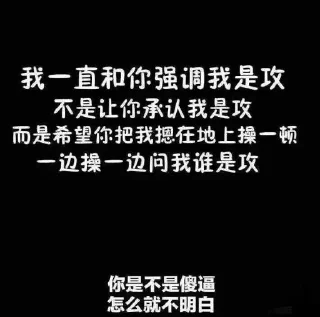 我一直和你强调我是攻
不是让你承认我是攻
而是希望你把我摁在地上操一顿
一边操一边问我谁是攻
你是不是傻逼
怎么就不明白